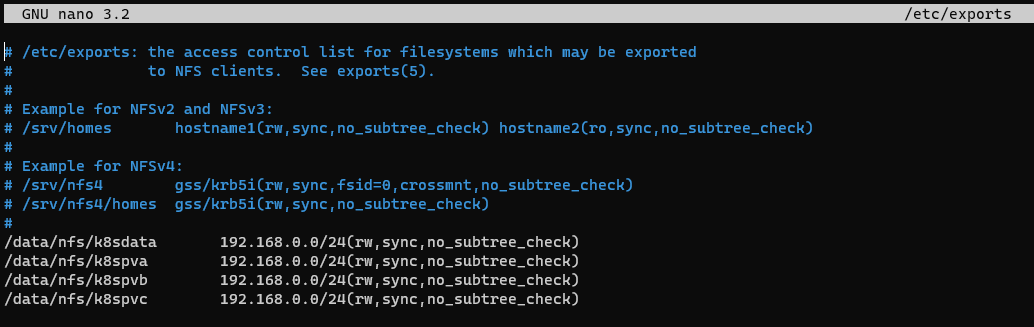 GNU nano 3.2 /etc/exports
# /etc/exports: the access control list for filesystems which may be exported
#               to NFS clients.  See exports(5).
#
# Example for NFSv2 and NFSv3:
# /srv/homes       hostname1(rw,sync,no_subtree_check) hostname2(ro,sync,no_subtree_check)
#
# Example for NFSv4:
# /srv/nfs4        gss/krb5i(rw,sync,fsid=0,crossmnt,no_subtree_check)
# /srv/nfs4/homes  gss/krb5i(rw,sync,no_subtree_check)
#
/data/nfs/k8sdata       192.168.0.0/24(rw,sync,no_subtree_check)
/data/nfs/k8spva        192.168.0.0/24(rw,sync,no_subtree_check)
/data/nfs/k8spvb        192.168.0.0/24(rw,sync,no_subtree_check)
/data/nfs/k8spvc        192.168.0.0/24(rw,sync,no_subtree_check)